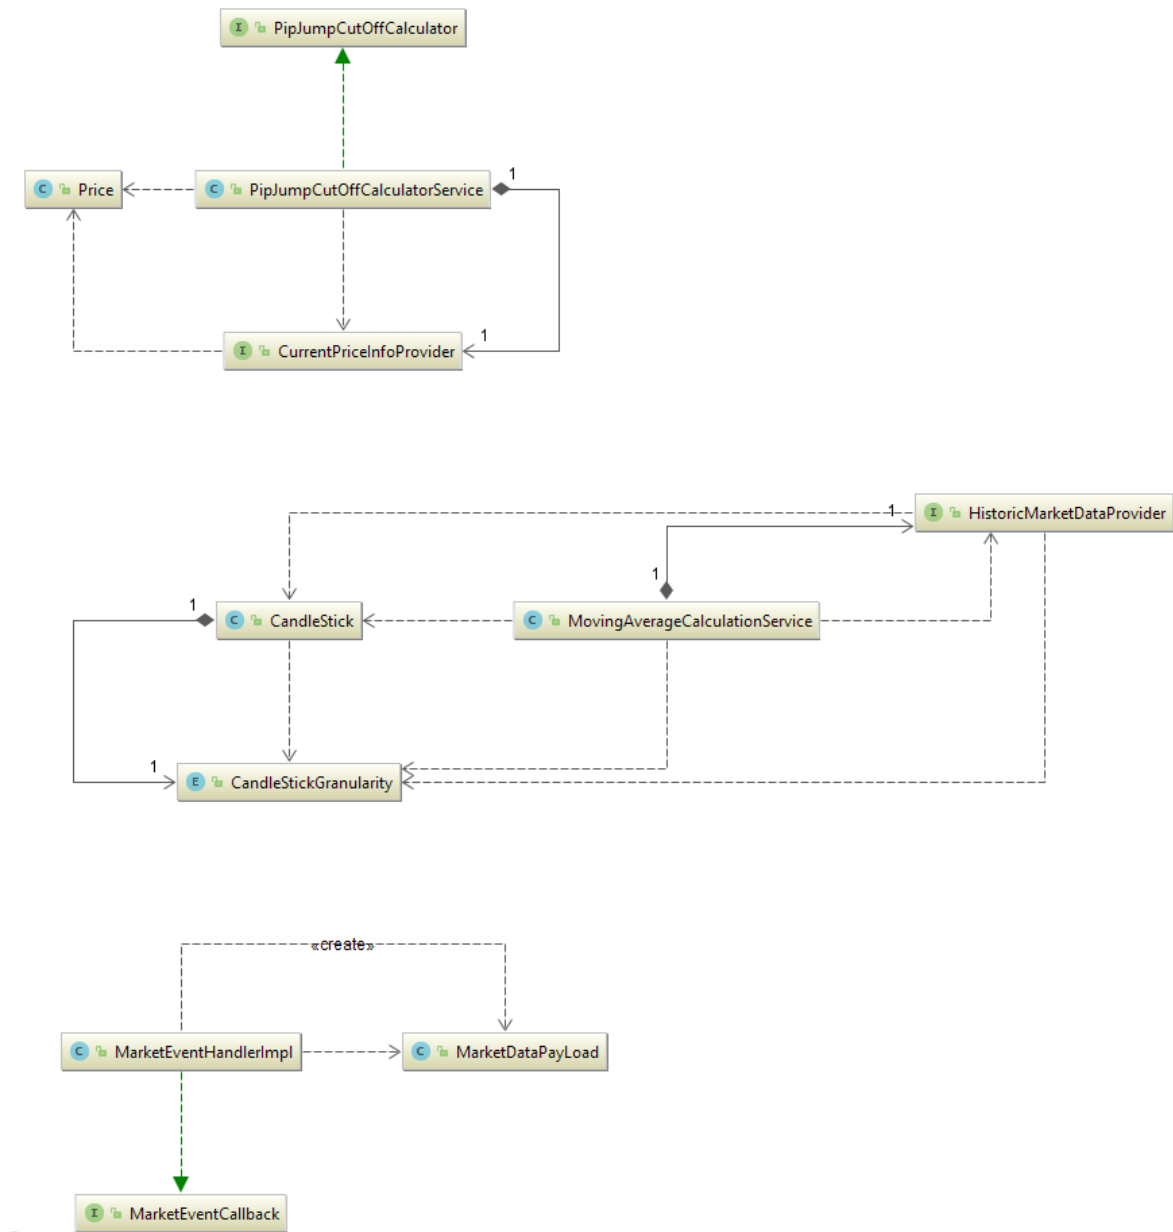 I PipJumpCutOffCalculator
C Price
C PipJumpCutOffCalculatorService
1
1
I CurrentPriceInfoProvider
I HistoricMarketDataProvider
1
1
1
C CandleStick
C MovingAverageCalculationService
1
E CandleStickGranularity
«create»
C MarketEventHandlerImpl
C MarketDataPayLoad
I MarketEventCallback